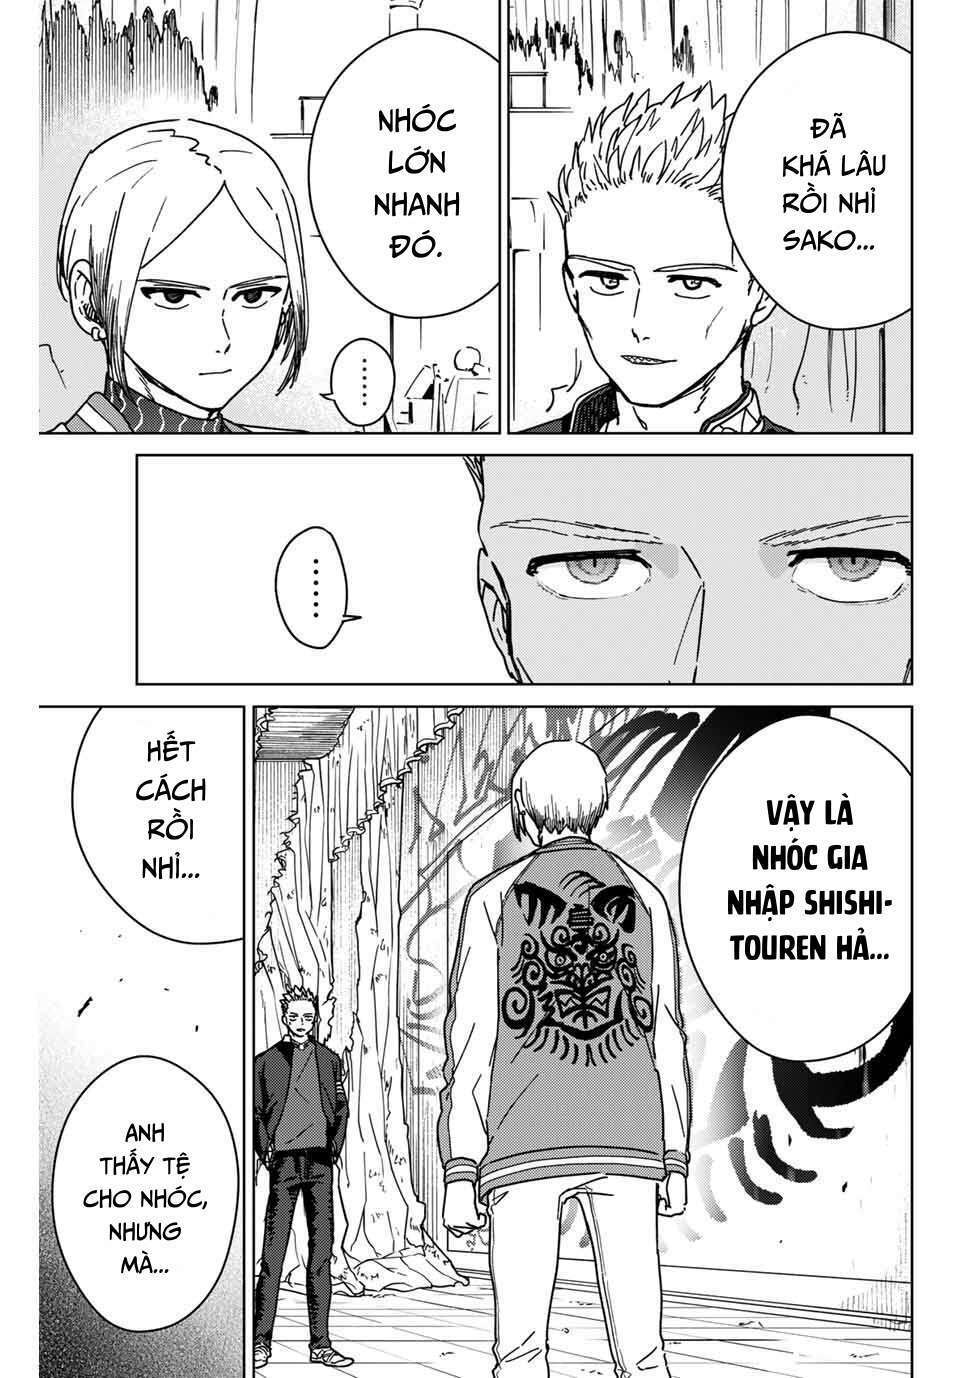 ĐÃ
KHÁ LÂU
RỒI NHỈ
SAKO...
NHÓC
LỚN
NHANH
ĐÓ.
......
......
VẬY LÀ
NHÓC GIA
NHẬP SHISHI-
TOUREN HẢ...
HẾT
CÁCH
RỒI
NHỈ...
ANH
THẤY TỆ
CHO NHÓC,
NHƯNG
MÀ...